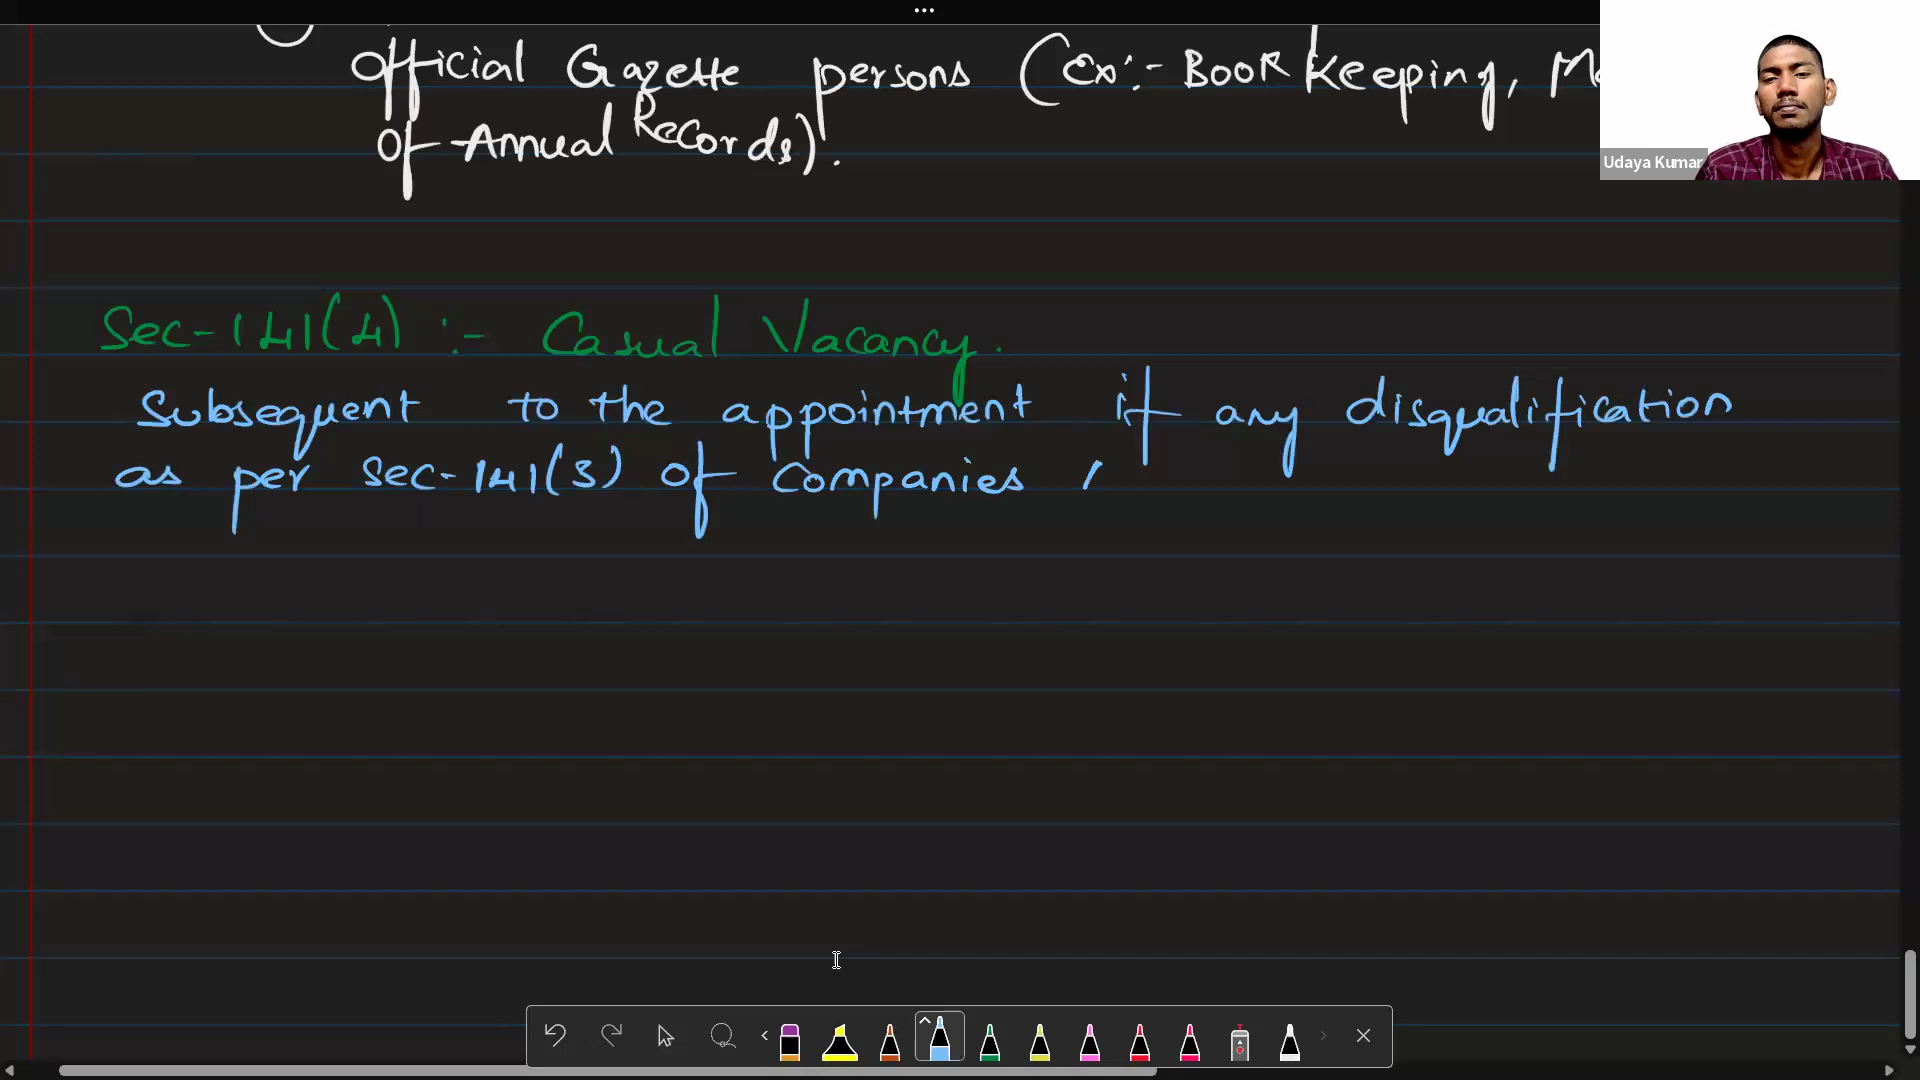 Official Gazette persons (Ex:- Book keeping, M
of Annual Records).
Udaya Kumar
Sec-141(4) :- Casual Vacancy.
Subsequent to the appointment if any disqualification
as per Sec-141(3) of Companies